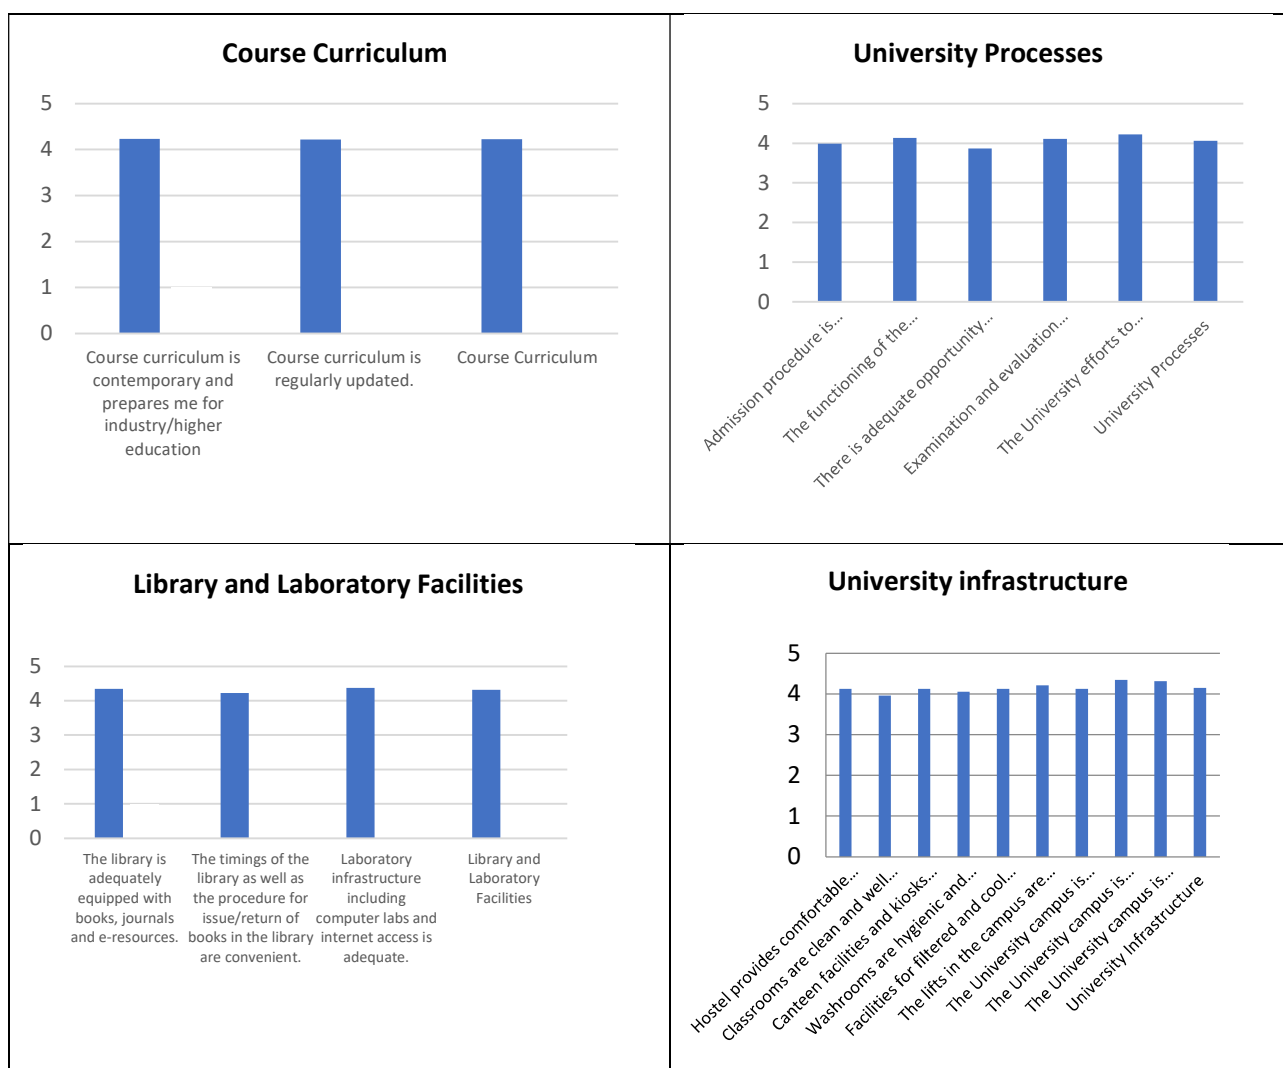 Course Curriculum
5
4
3
2
1
0
Course curriculum is
contemporary and
prepares me for
industry/higher
education
Course curriculum is
regularly updated.
Course Curriculum
University Processes
5
4
3
2
1
0
Admission procedure is...
The functioning of the...
There is adequate opportunity...
Examination and evaluation...
The University efforts to...
University Processes
Library and Laboratory Facilities
5
4
3
2
1
0
The library is
adequately
equipped with
books, journals
and e-resources.
The timings of the
library as well as
the procedure for
issue/return of
books in the library
are convenient.
Laboratory
infrastructure
including
computer labs and
internet access is
adequate.
Library and
Laboratory
Facilities
University infrastructure
5
4
3
2
1
0
Hostel provides comfortable...
Classrooms are clean and well...
Canteen facilities and kiosks...
Washrooms are hygienic and...
Facilities for filtered and cool...
The lifts in the campus are...
The University campus is...
The University campus is...
The University campus is...
University Infrastructure